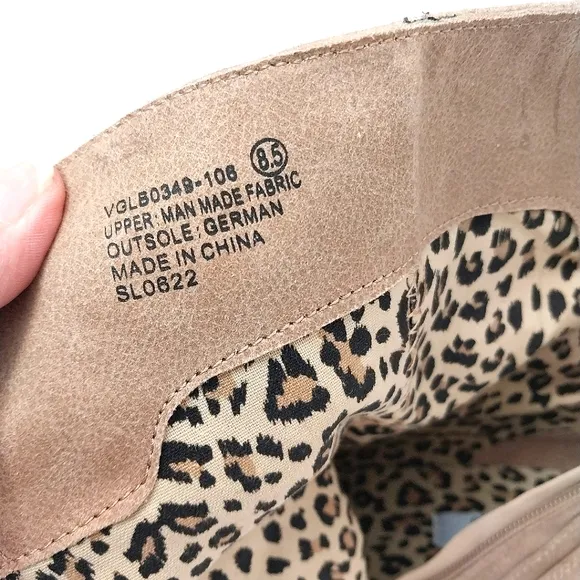 VGLB0349-106 8.5
UPPER: MAN MADE FABRIC
OUTSOLE: GERMAN
MADE IN CHINA
SL0622